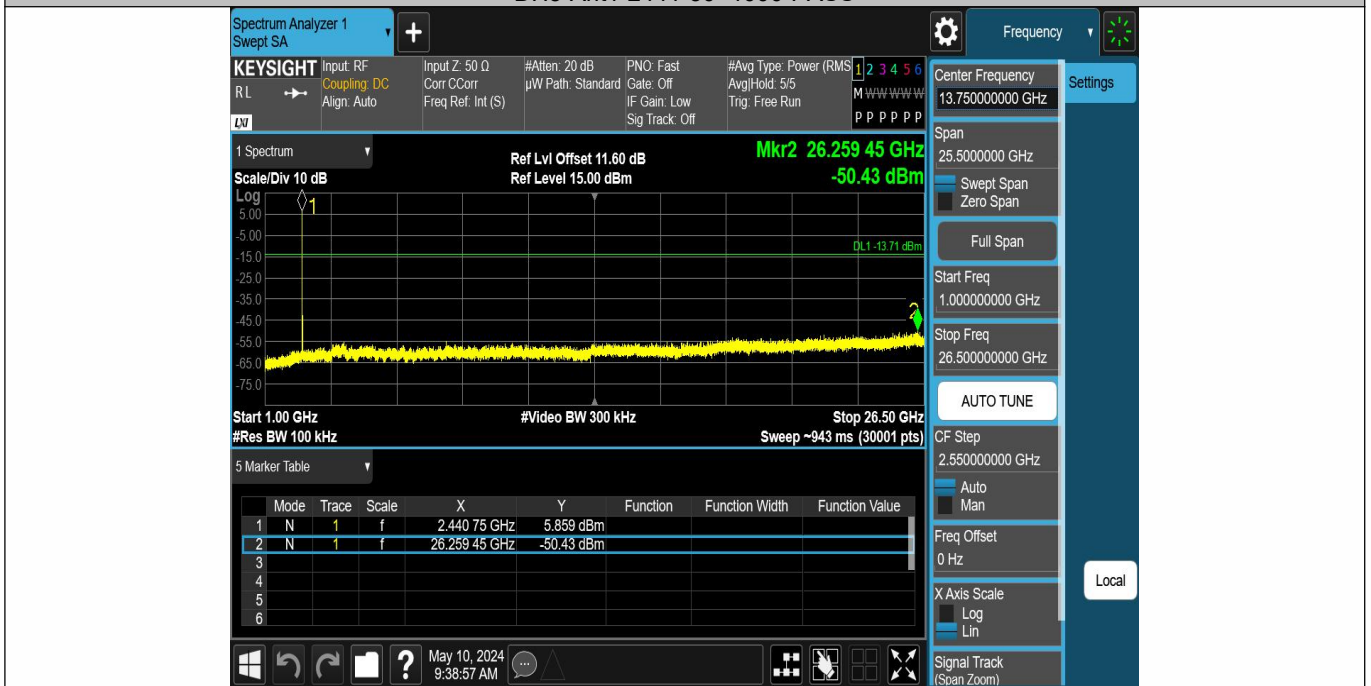 Spectrum Analyzer 1
Swept SA
+
Frequency
KEYSIGHT
RL
LXI
Input: RF
Coupling: DC
Align: Auto
Input Z: 50 Ω
Corr CCorr
Freq Ref: Int (S)
#Atten: 20 dB
µW Path: Standard
PNO: Fast
Gate: Off
IF Gain: Low
Sig Track: Off
#Avg Type: Power (RMS
Avg|Hold: 5/5
Trig: Free Run
1 2 3 4 5 6
M W W W W W
P P P P P P
Center Frequency
13.750000000 GHz
Settings
Span
25.5000000 GHz
Swept Span
Zero Span
Full Span
Start Freq
1.000000000 GHz
Stop Freq
26.500000000 GHz
AUTO TUNE
CF Step
2.550000000 GHz
Auto
Man
Freq Offset
0 Hz
X Axis Scale
Log
Lin
Signal Track
(Span Zoom)
Local
1 Spectrum
Scale/Div 10 dB
Ref Lvl Offset 11.60 dB
Ref Level 15.00 dBm
Mkr2 26.259 45 GHz
-50.43 dBm
Log
5.00
-5.00
-15.0
-25.0
-35.0
-45.0
-55.0
-65.0
-75.0
1
DL1 -13.71 dBm
2
Start 1.00 GHz
#Res BW 100 kHz
#Video BW 300 kHz
Stop 26.50 GHz
Sweep ~943 ms (30001 pts)
5 Marker Table
Mode Trace Scale X Y Function Function Width Function Value
1 N 1 f 2.440 75 GHz 5.859 dBm
2 N 1 f 26.259 45 GHz -50.43 dBm
3
4
5
6
?
May 10, 2024
9:38:57 AM